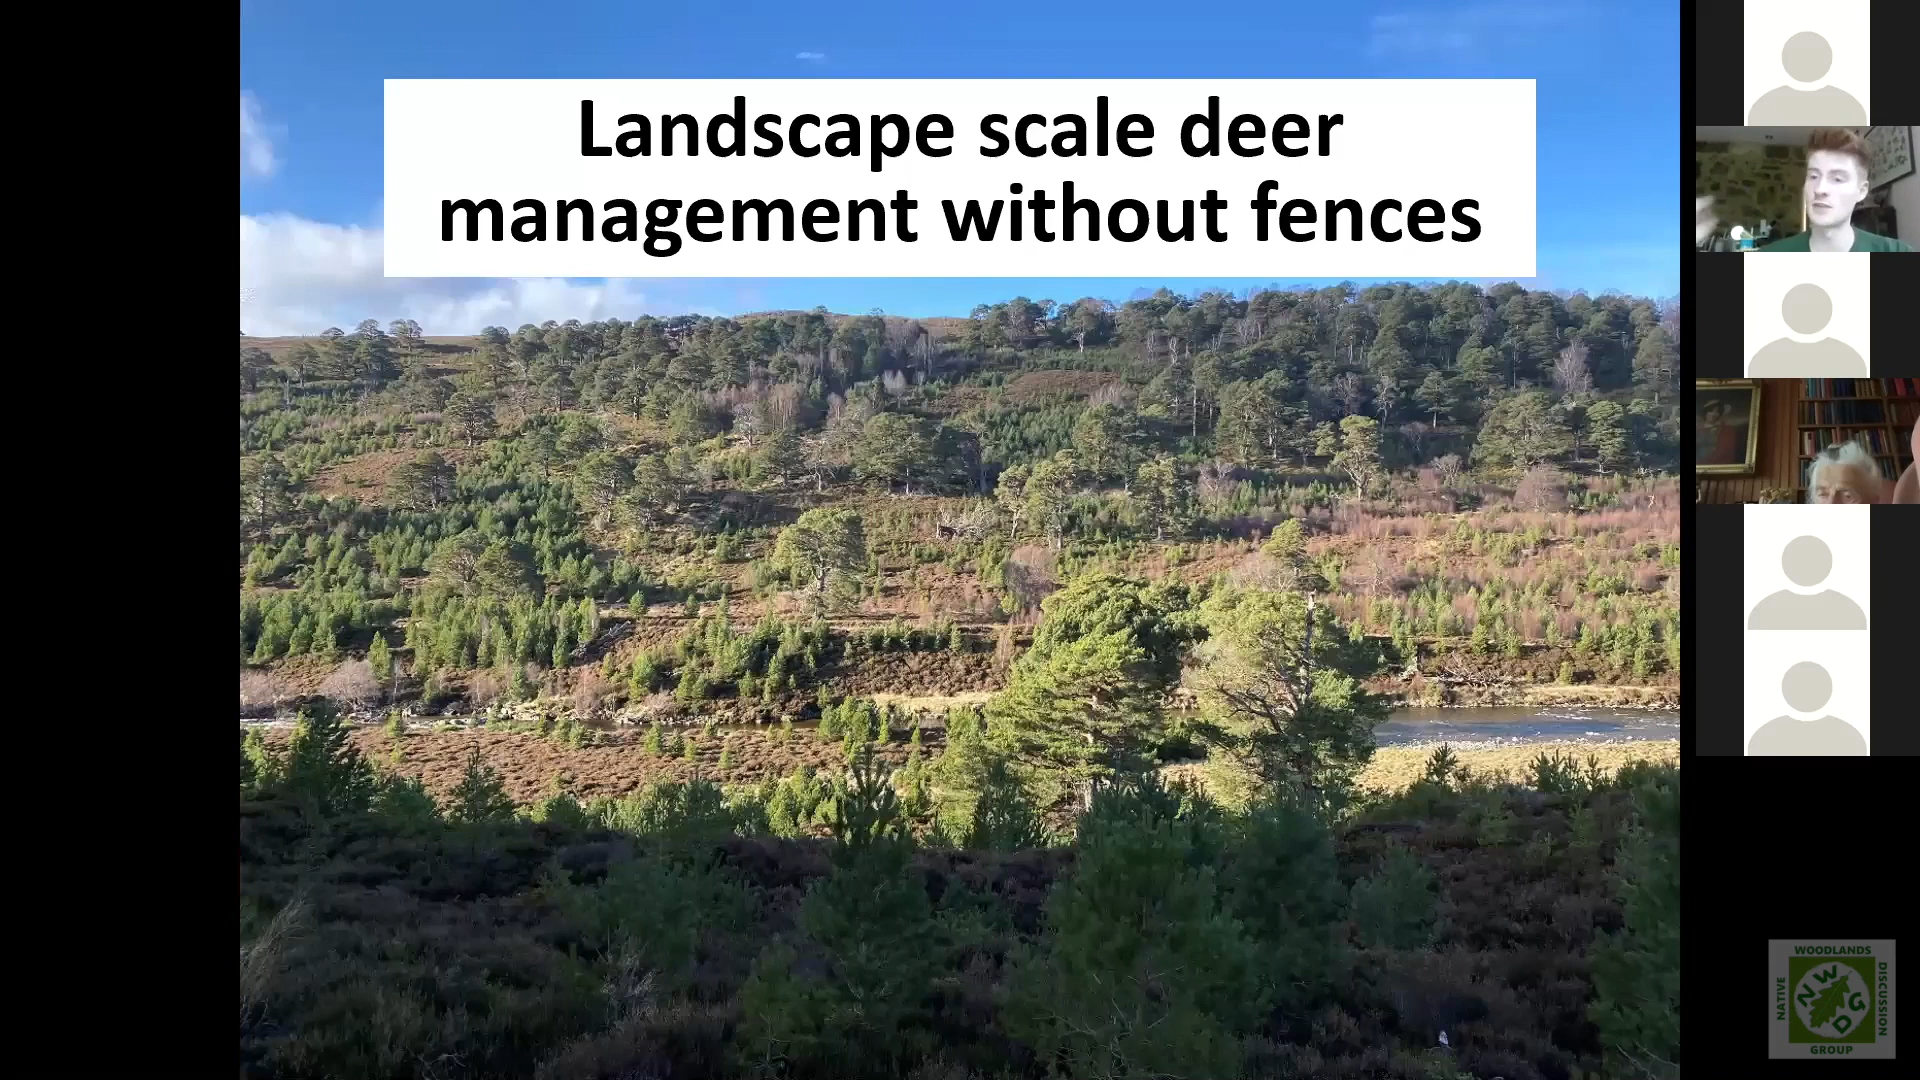 Landscape scale deer
management without fences
WOODLANDS
NATIVE
NWDG
DISCUSSION
GROUP